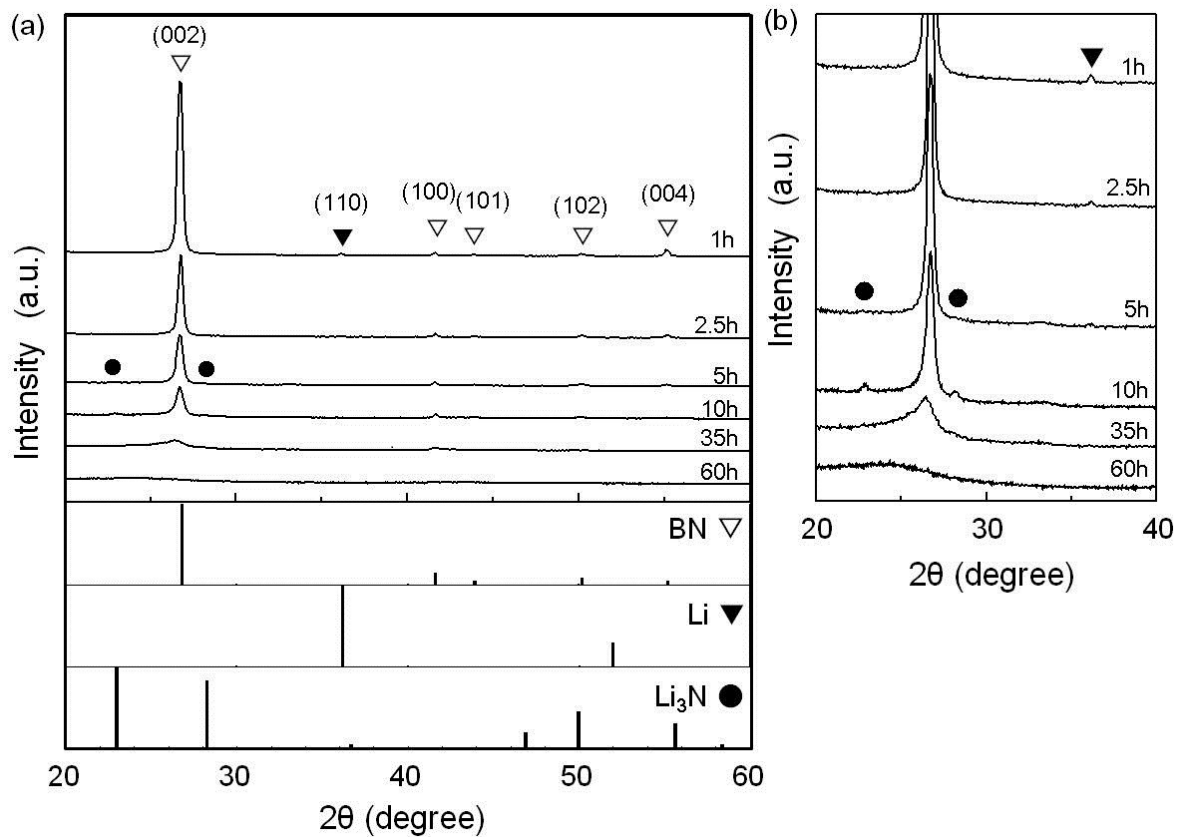 (a)
(002)
(110)
(100)
(101)
(102)
(004)
1h
2.5h
5h
10h
35h
60h
Intensity (a.u.)
BN ▽
Li ▼
Li₃N ●
20 30 40 50 60
2θ (degree)
(b)
1h
2.5h
5h
10h
35h
60h
Intensity (a.u.)
20 30 40
2θ (degree)